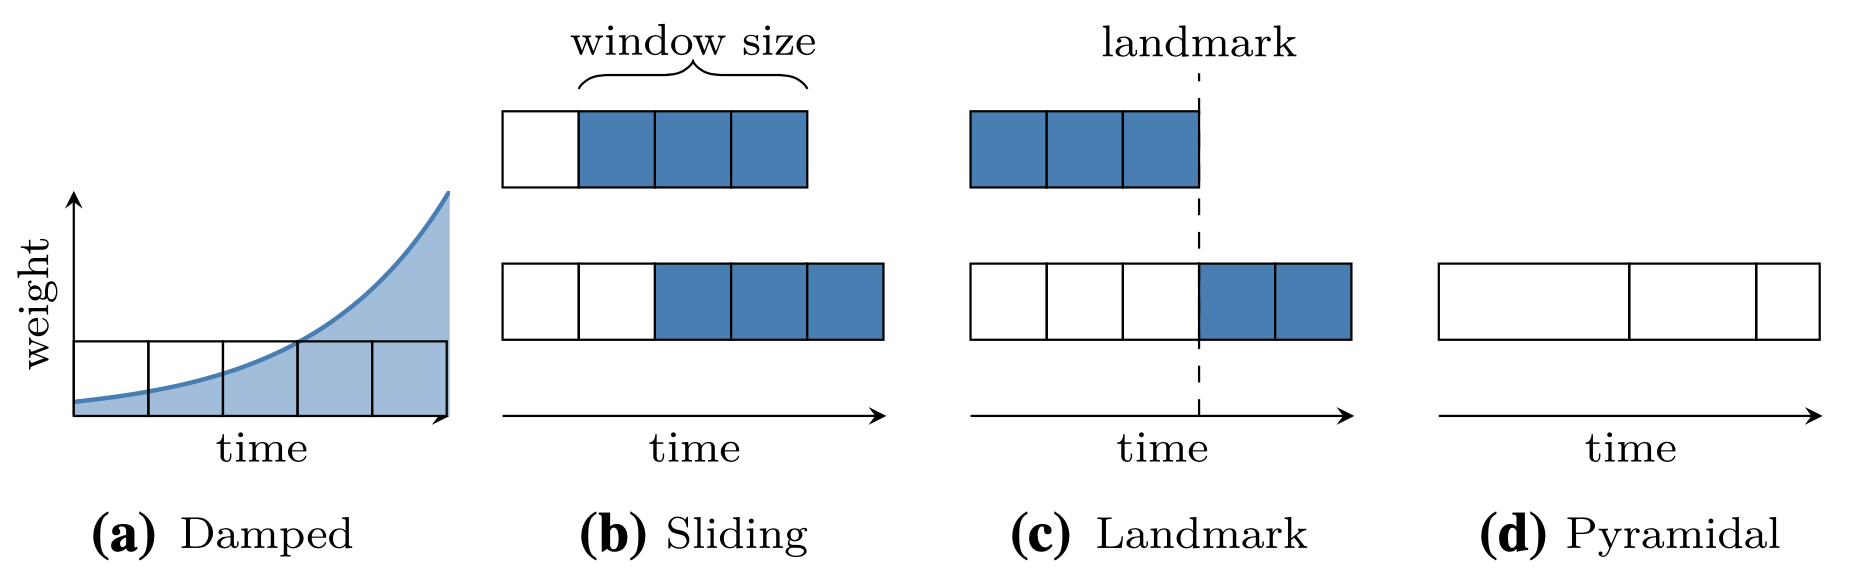 window size
landmark
weight
time
time
time
time
(a) Damped
(b) Sliding
(c) Landmark
(d) Pyramidal